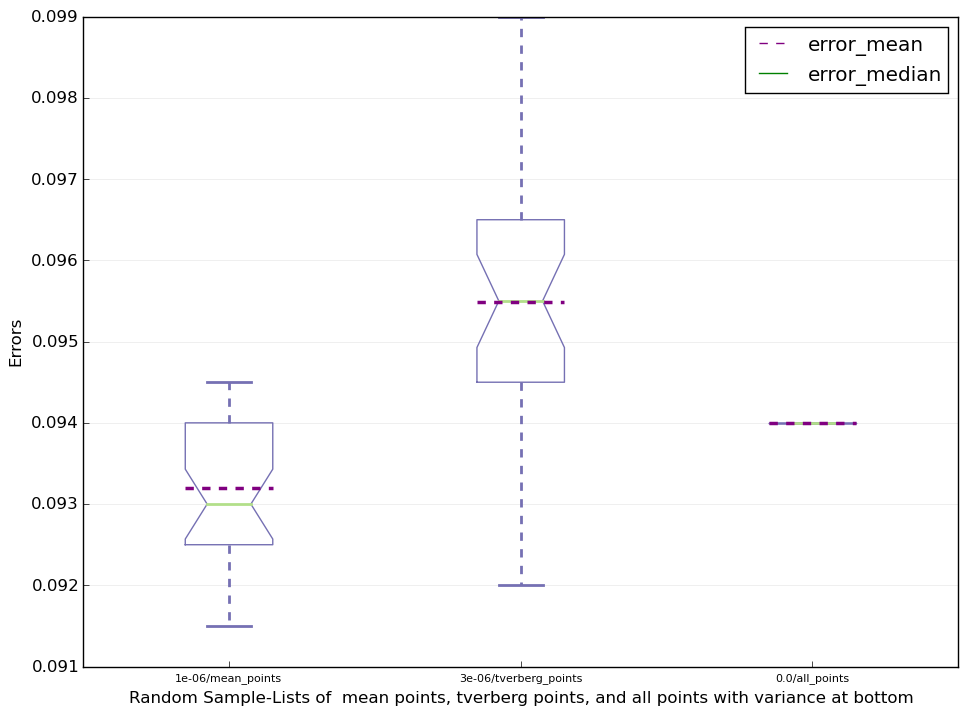 0.099
0.098
0.097
0.096
0.095
0.094
0.093
0.092
0.091
Errors
error_mean
error_median
1e-06/mean_points
3e-06/tverberg_points
0.0/all_points
Random Sample-Lists of  mean points, tverberg points, and all points with variance at bottom